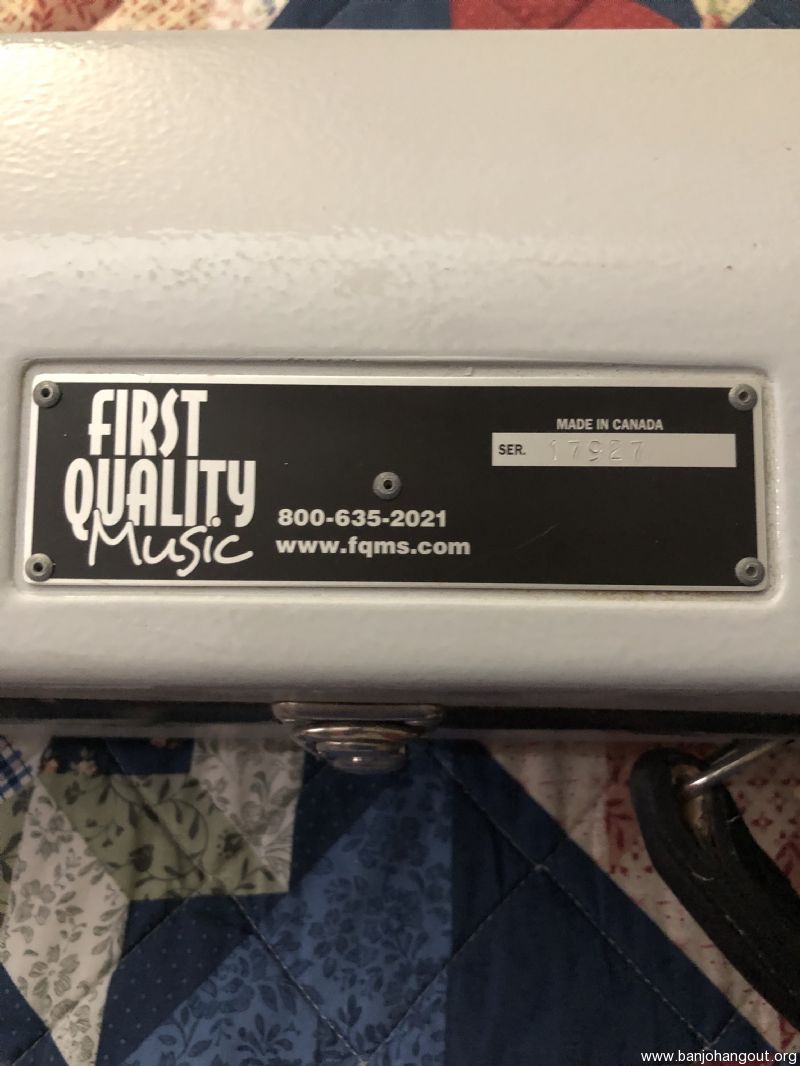 FIRST
QUALITY
Music
800-635-2021
www.fqms.com
MADE IN CANADA
SER. 17927
www.banjohangout.org